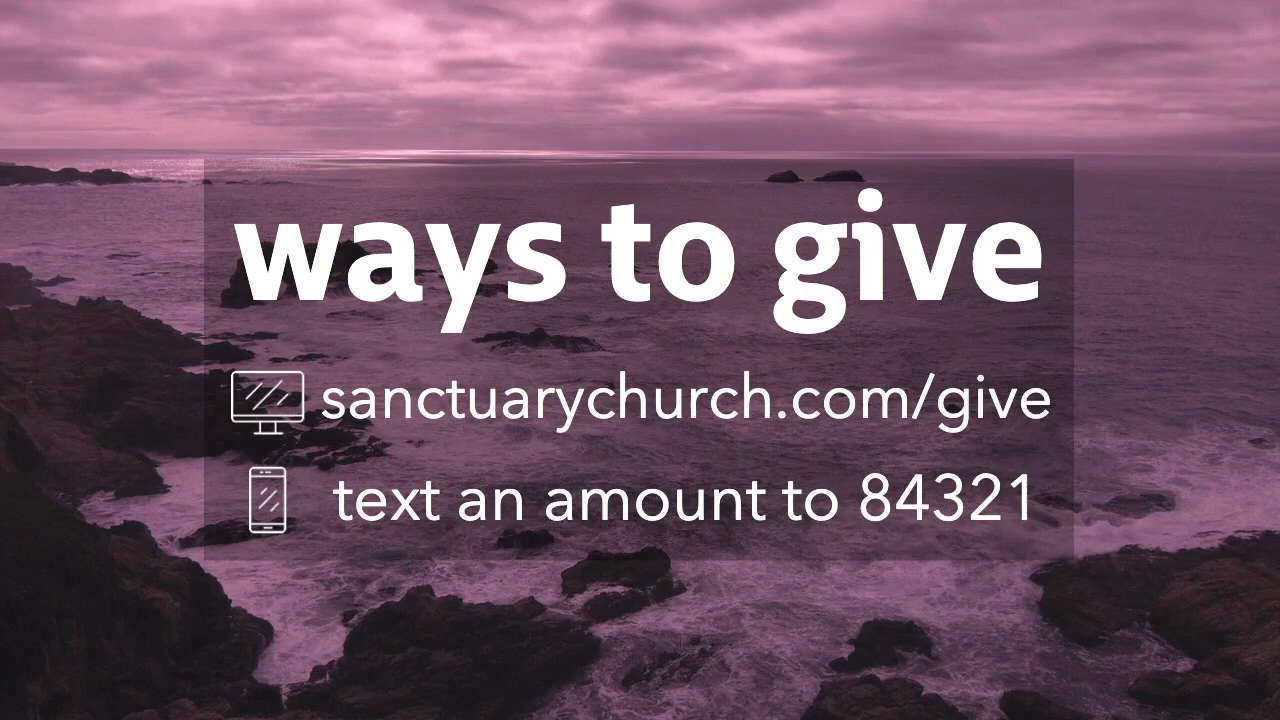 ways to give
sanctuarychurch.com/give
text an amount to 84321